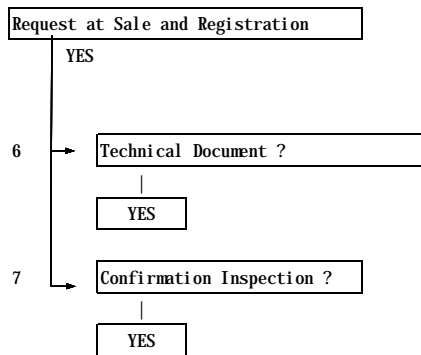 Request at Sale and Registration
YES
6 Technical Document ?
YES
7 Confirmation Inspection ?
YES